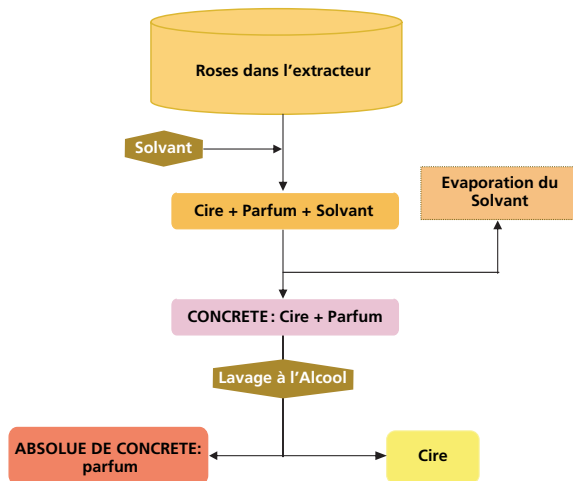 Roses dans l'extracteur
Solvant
Evaporation du
Solvant
Cire + Parfum + Solvant
CONCRETE: Cire + Parfum
Lavage à l'Alcool
ABSOLUE DE CONCRETE:
parfum
Cire